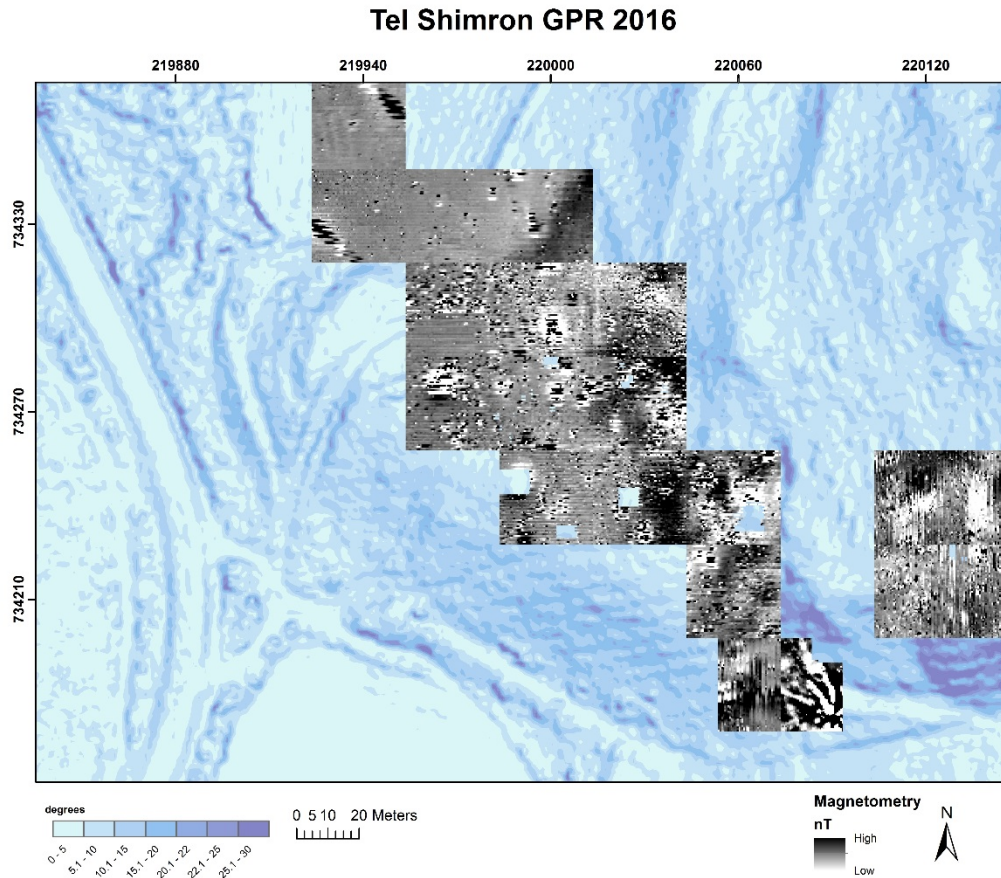 Tel Shimron GPR 2016
219880 219940 220000 220060 220120
734330
734270
734210
degrees
0 - 5
5.1 - 10
10.1 - 15
15.1 - 20
20.1 - 22
22.1 - 25
25.1 - 30
0 5 10 20 Meters
Magnetometry
nT
High
Low
N